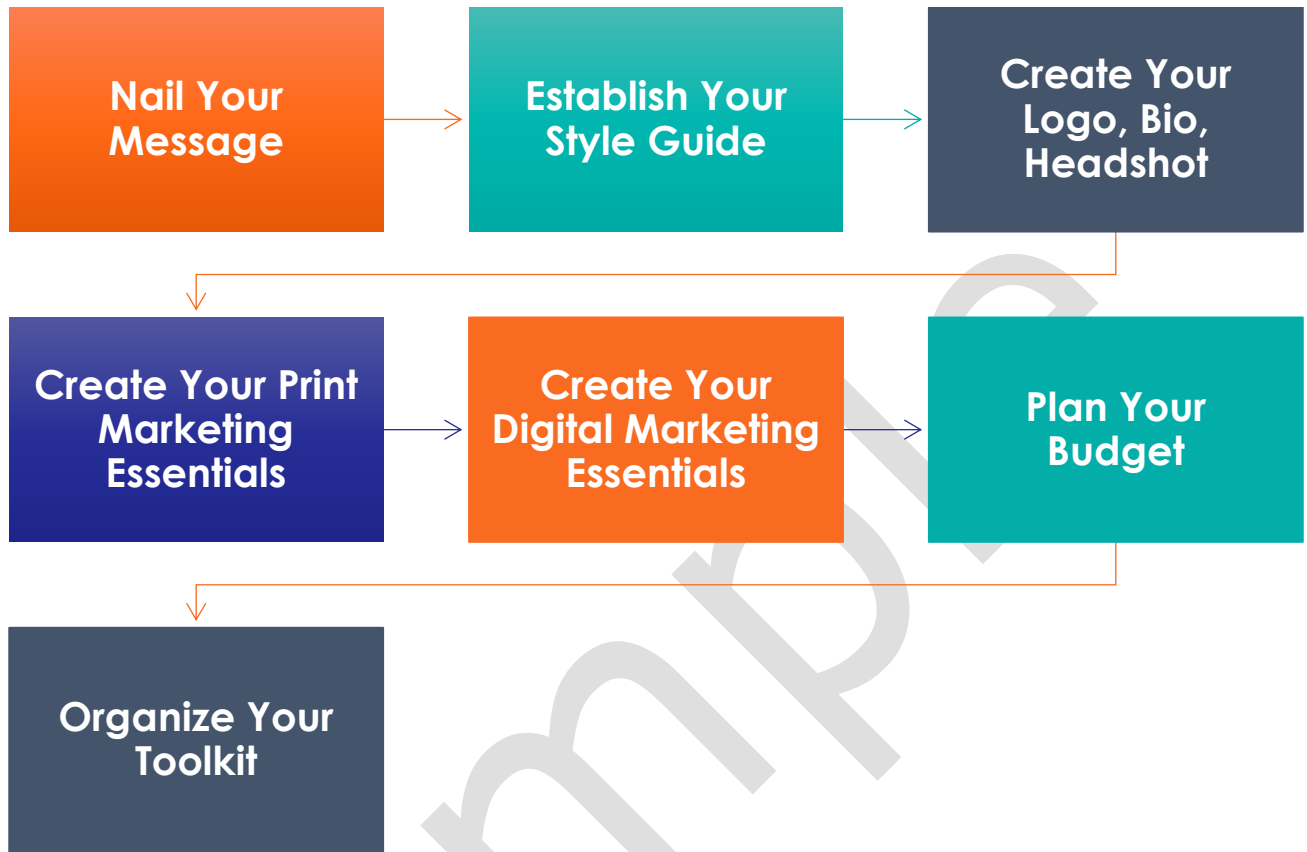 Nail Your
Message
Establish Your
Style Guide
Create Your
Logo, Bio,
Headshot
Create Your Print
Marketing
Essentials
Create Your
Digital Marketing
Essentials
Plan Your
Budget
Organize Your
Toolkit